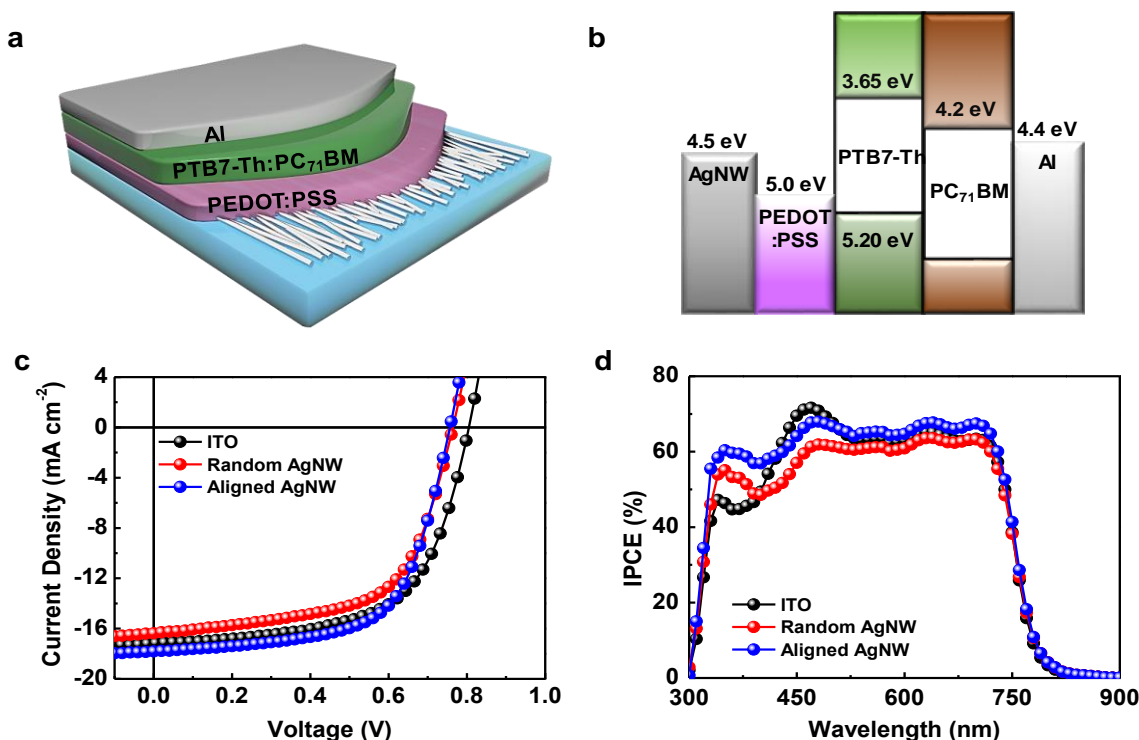 a
Al
PTB7-Th:PC₇₁BM
PEDOT:PSS
b
3.65 eV
4.2 eV
4.5 eV
4.4 eV
AgNW
PTB7-Th
Al
5.0 eV
PC₇₁BM
PEDOT
:PSS
5.20 eV
c
4
0
-4
-8
-12
-16
-20
Current Density (mA cm⁻²)
ITO
Random AgNW
Aligned AgNW
0.0 0.2 0.4 0.6 0.8 1.0
Voltage (V)
d
80
60
40
20
0
IPCE (%)
ITO
Random AgNW
Aligned AgNW
300 450 600 750 900
Wavelength (nm)